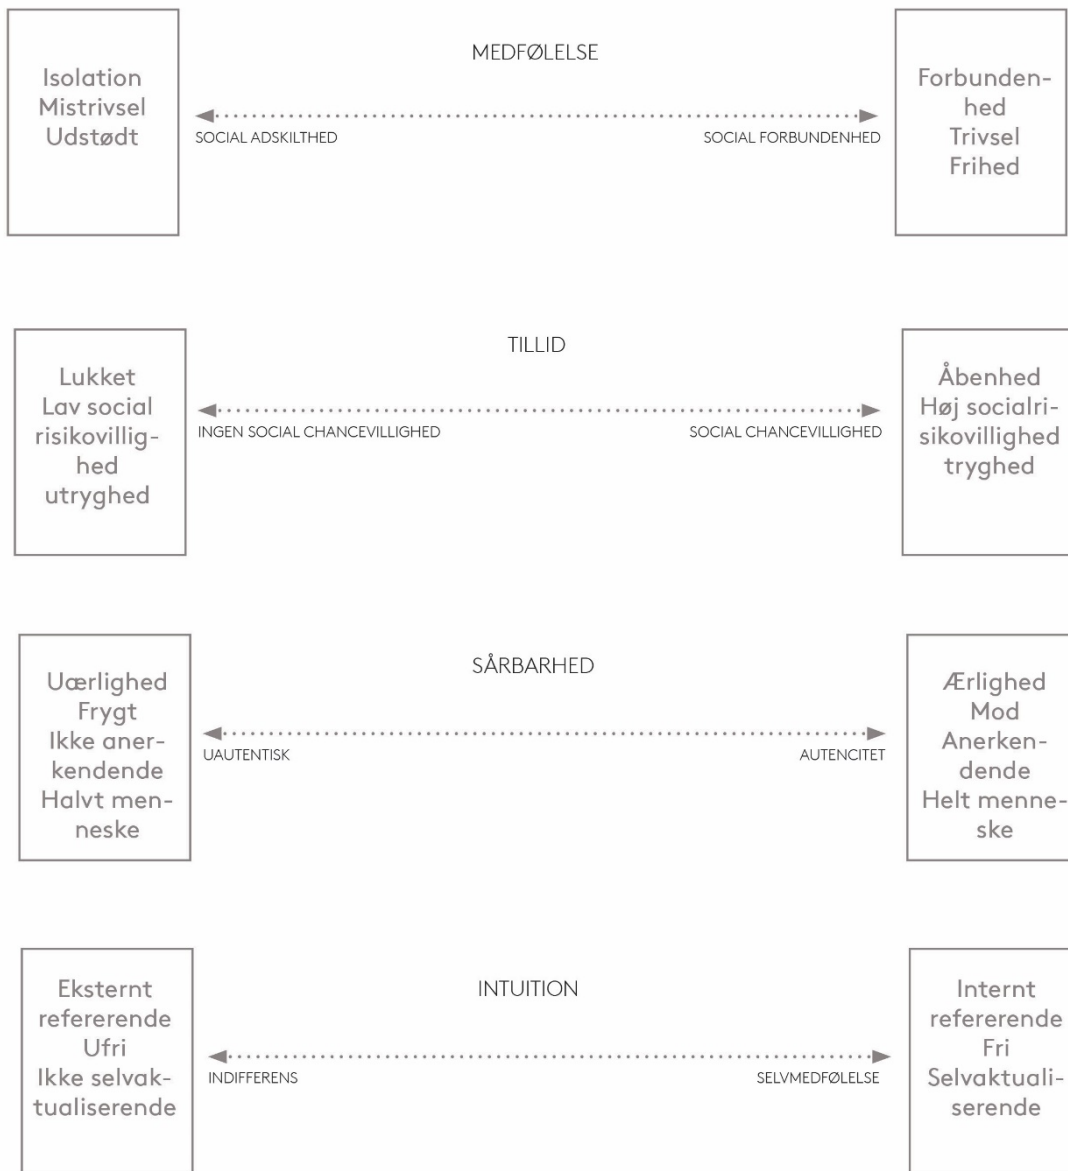 MEDFØLELSE
Isolation
Mistrivsel
Udstødt
SOCIAL ADSKILTHED
SOCIAL FORBUNDENHED
Forbunden-
hed
Trivsel
Frihed
TILLID
Lukket
Lav social
risikovillig-
hed
utryghed
INGEN SOCIAL CHANCEVILLIGHED
SOCIAL CHANCEVILLIGHED
Åbenhed
Høj socialri-
sikovillighed
tryghed
SÅRBARHED
Uærlighed
Frygt
Ikke aner-
kendende
Halvt men-
neske
UAUTENTISK
AUTENCITET
Ærlighed
Mod
Anerken-
dende
Helt menne-
ske
INTUITION
Eksternt
refererende
Ufri
Ikke selvak-
tualiserende
INDIFFERENS
SELVMEDFØLELSE
Internt
refererende
Fri
Selvaktuali-
serende